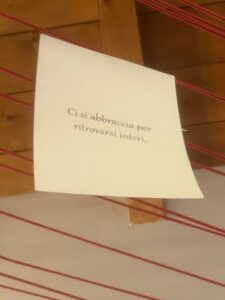 Ci si abbraccia per
ritrovarsi interi.